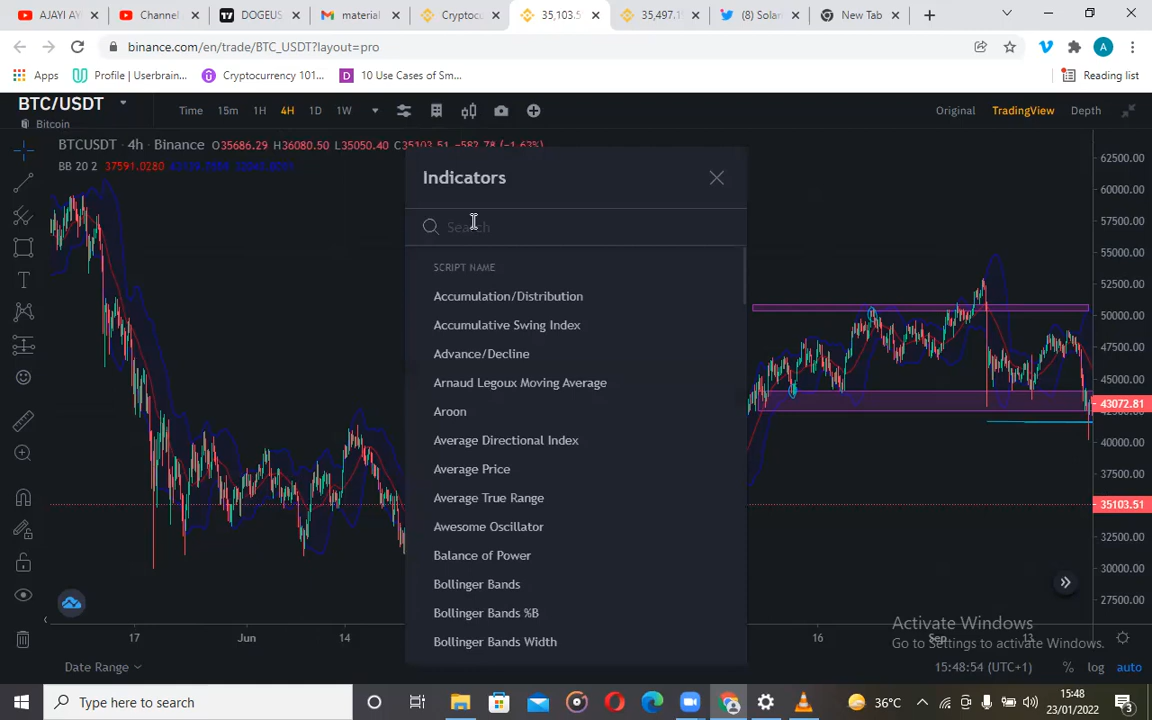 AJAYI AY
Channel
DOGEUS
material
Cryptoc
35,103.5
35,497.1
(8) Solar
New Tab
binance.com/en/trade/BTC_USDT?layout=pro
Apps
Profile | Userbrain...
Cryptocurrency 101...
10 Use Cases of Sm...
Reading list
BTC/USDT
Bitcoin
Time 15m 1H 4H 1D 1W
Original TradingView Depth
BTCUSDT · 4h · Binance O35686.29 H36080.50 L35050.40 C35103.51 −582.78 (−1.63%)
BB 20 2 37591.0280
Indicators
Search
SCRIPT NAME
Accumulation/Distribution
Accumulative Swing Index
Advance/Decline
Arnaud Legoux Moving Average
Aroon
Average Directional Index
Average Price
Average True Range
Awesome Oscillator
Balance of Power
Bollinger Bands
Bollinger Bands %B
Bollinger Bands Width
62500.00
60000.00
57500.00
55000.00
52500.00
50000.00
47500.00
45000.00
43072.81
40000.00
37500.00
35103.51
32500.00
30000.00
27500.00
17 Jun 14 16 Sep 13
Activate Windows
Go to Settings to activate Windows.
Date Range
15:48:54 (UTC+1) % log auto
Type here to search
36°C
15:48
23/01/2022
3